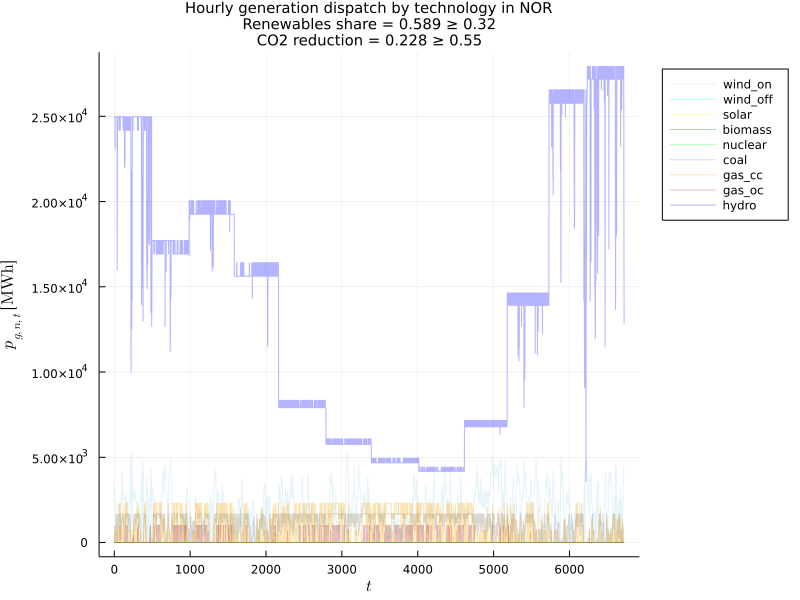 Hourly generation dispatch by technology in NOR
Renewables share = 0.589 ≥ 0.32
CO2 reduction = 0.228 ≥ 0.55
wind_on
wind_off
solar
biomass
nuclear
coal
gas_cc
gas_oc
hydro
2.50×10⁴
2.00×10⁴
1.50×10⁴
1.00×10⁴
5.00×10³
0
p_{g,n,t} [MWh]
0 1000 2000 3000 4000 5000 6000
t